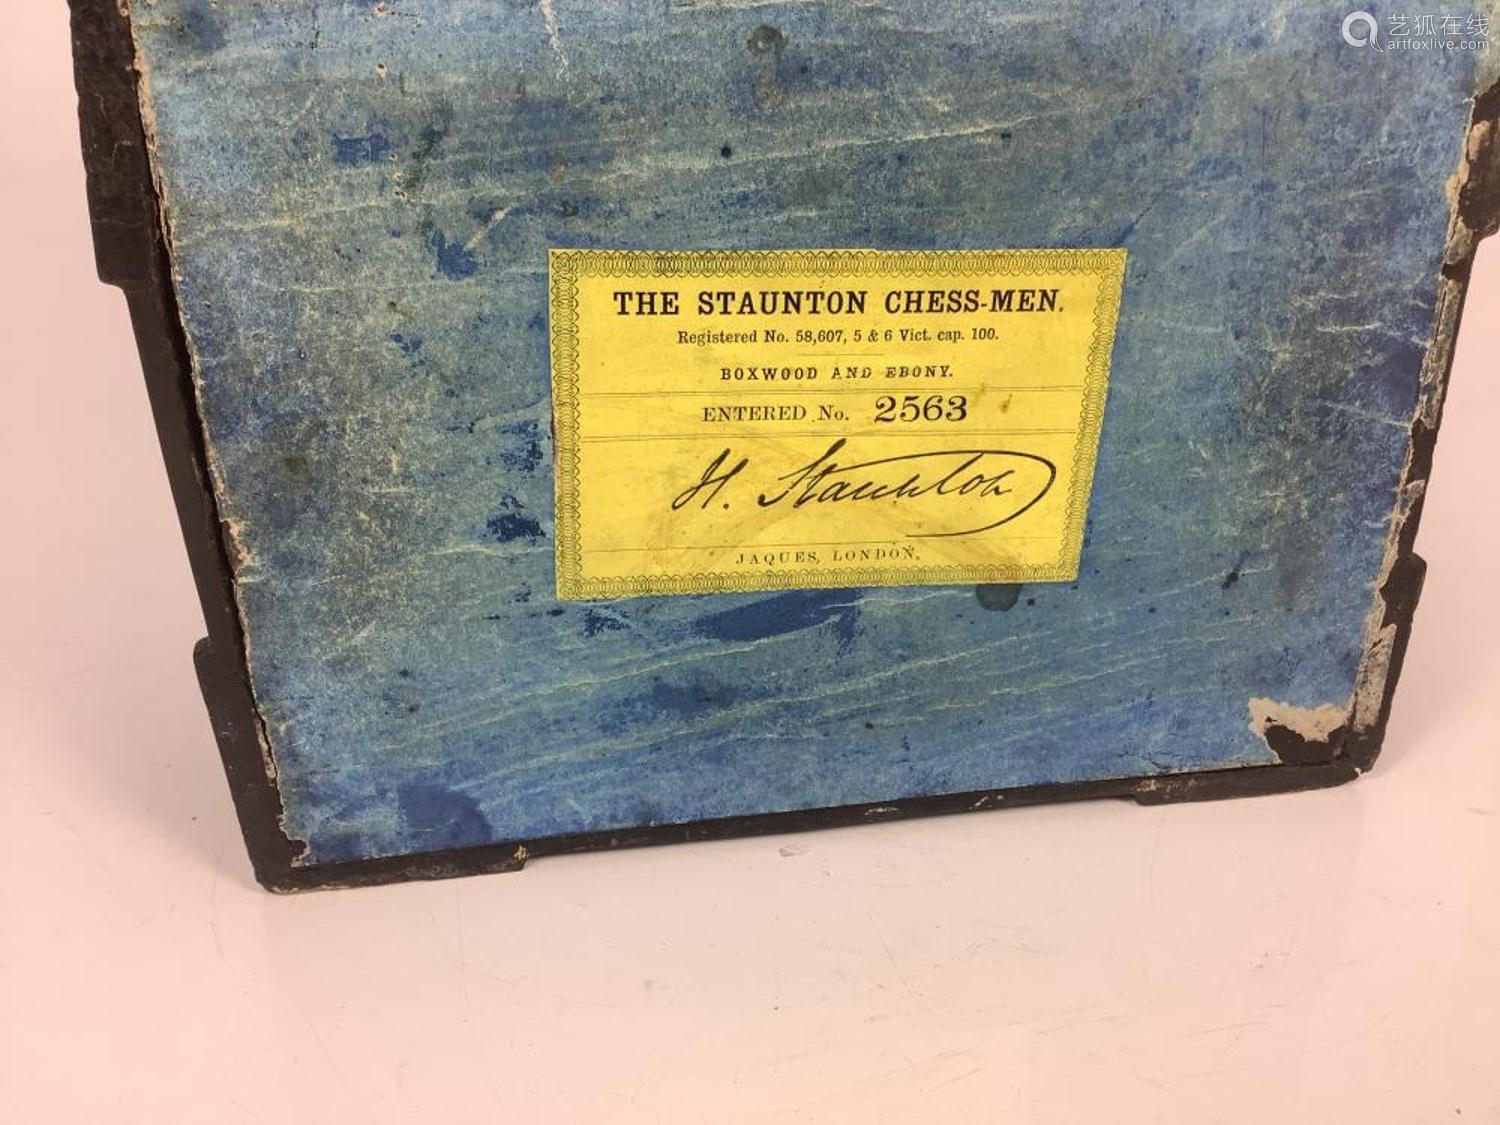 艺狐在线
artfoxlive.com
THE STAUNTON CHESS-MEN.
Registered No. 58,607, 5 & 6 Vict. cap. 100.
BOXWOOD AND EBONY.
ENTERED No. 2563
H. Staunton
JAQUES, LONDON.